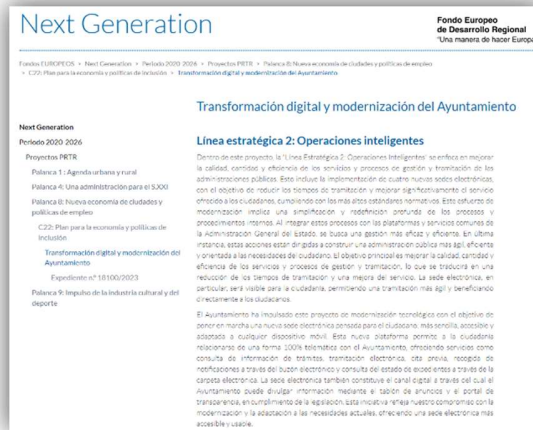 Next Generation
Fondo Europeo
de Desarrollo Regional
"Una manera de hacer Europa
Fondos EUROPEOS • Next Generation • Periodo 2020-2026 • Proyectos PRTR • Palanca 8: Nueva economía de ciudades y políticas de empleo
• C22: Plan para la economía y políticas de inclusión • Transformación digital y modernización del Ayuntamiento
Transformación digital y modernización del Ayuntamiento
Next Generation
Periodo 2020-2026
Proyectos PRTR
Palanca 1: Agenda urbana y rural
Palanca 4: Una administración para el S.XXI
Palanca 8: Nueva economía de ciudades y
políticas de empleo
C22: Plan para la economía y políticas de
inclusión
Transformación digital y modernización del
Ayuntamiento
Expediente n.º 18100/2023
Palanca 9: Impulso de la industria cultural y del
deporte
Línea estratégica 2: Operaciones inteligentes
Dentro de este proyecto, la "Línea Estratégica 2: Operaciones Inteligentes" se enfoca en mejorar
la calidad, cantidad y eficiencia de los servicios y procesos de gestión y tramitación de las
administraciones públicas. Esto incluye la implementación de cuatro nuevas sedes electrónicas,
con el objetivo de reducir los tiempos de tramitación y mejorar significativamente el servicio
ofrecido a los ciudadanos, cumpliendo con los más altos estándares normativos. Este esfuerzo de
modernización implica una simplificación y redefinición profunda de los procesos y
procedimientos internos. Al integrar estos procesos con las plataformas y servicios comunes de
la Administración General del Estado, se busca una gestión más eficaz y eficiente. En última
instancia, estas acciones están dirigidas a construir una administración pública más ágil, eficiente
y orientada a las necesidades del ciudadano. El objetivo principal es mejorar la calidad, cantidad y
eficiencia de los servicios y procesos de gestión y tramitación, lo que se traducirá en una
reducción de los tiempos de tramitación y una mejora del servicio. La sede electrónica, en
particular, será visible para la ciudadanía, permitiendo una tramitación más ágil y beneficiando
directamente a los ciudadanos.
El Ayuntamiento ha impulsado este proyecto de modernización tecnológica con el objetivo de
poner en marcha una nueva sede electrónica pensada para el ciudadano: más sencilla, accesible y
adaptada a cualquier dispositivo móvil. Esta nueva plataforma permite a la ciudadanía
relacionarse de una forma 100% telemática con el Ayuntamiento, ofreciendo servicios como
consulta de información de trámites, tramitación electrónica, cita previa, recogida de
notificaciones a través del buzón electrónico y consulta del estado de expedientes a través de la
carpeta electrónica. La sede electrónica también constituye el canal digital a través del cual el
Ayuntamiento puede divulgar información mediante el tablón de anuncios y el portal de
transparencia, en cumplimiento de la legislación. Esta iniciativa refleja nuestro compromiso con la
modernización y la adaptación a las necesidades actuales, ofreciendo una sede electrónica más
accesible y usable.